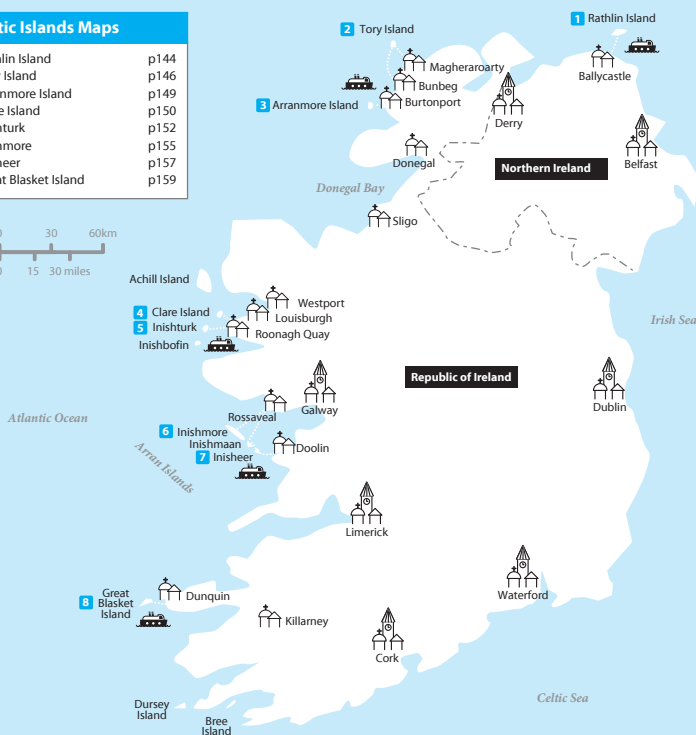 tic Islands Maps
lin Island p144
Island p146
nmore Island p149
e Island p150
turk p152
more p155
eer p157
t Blasket Island p159
0 30 60km
0 15 30 miles
1 Rathlin Island
Ballycastle
2 Tory Island
Magheraroarty
Bunbeg
3 Arranmore Island
Burtonport
Derry
Belfast
Donegal
Northern Ireland
Donegal Bay
Sligo
Achill Island
Westport
4 Clare Island
Louisburgh
5 Inishturk
Roonagh Quay
Inishbofin
Irish Sea
Republic of Ireland
Dublin
Galway
Rossaveal
Atlantic Ocean
6 Inishmore
Inishmaan
7 Inisheer
Doolin
Arran Islands
Limerick
Waterford
8 Great
Blasket
Island
Dunquin
Killarney
Cork
Celtic Sea
Dursey
Island
Bree
Island